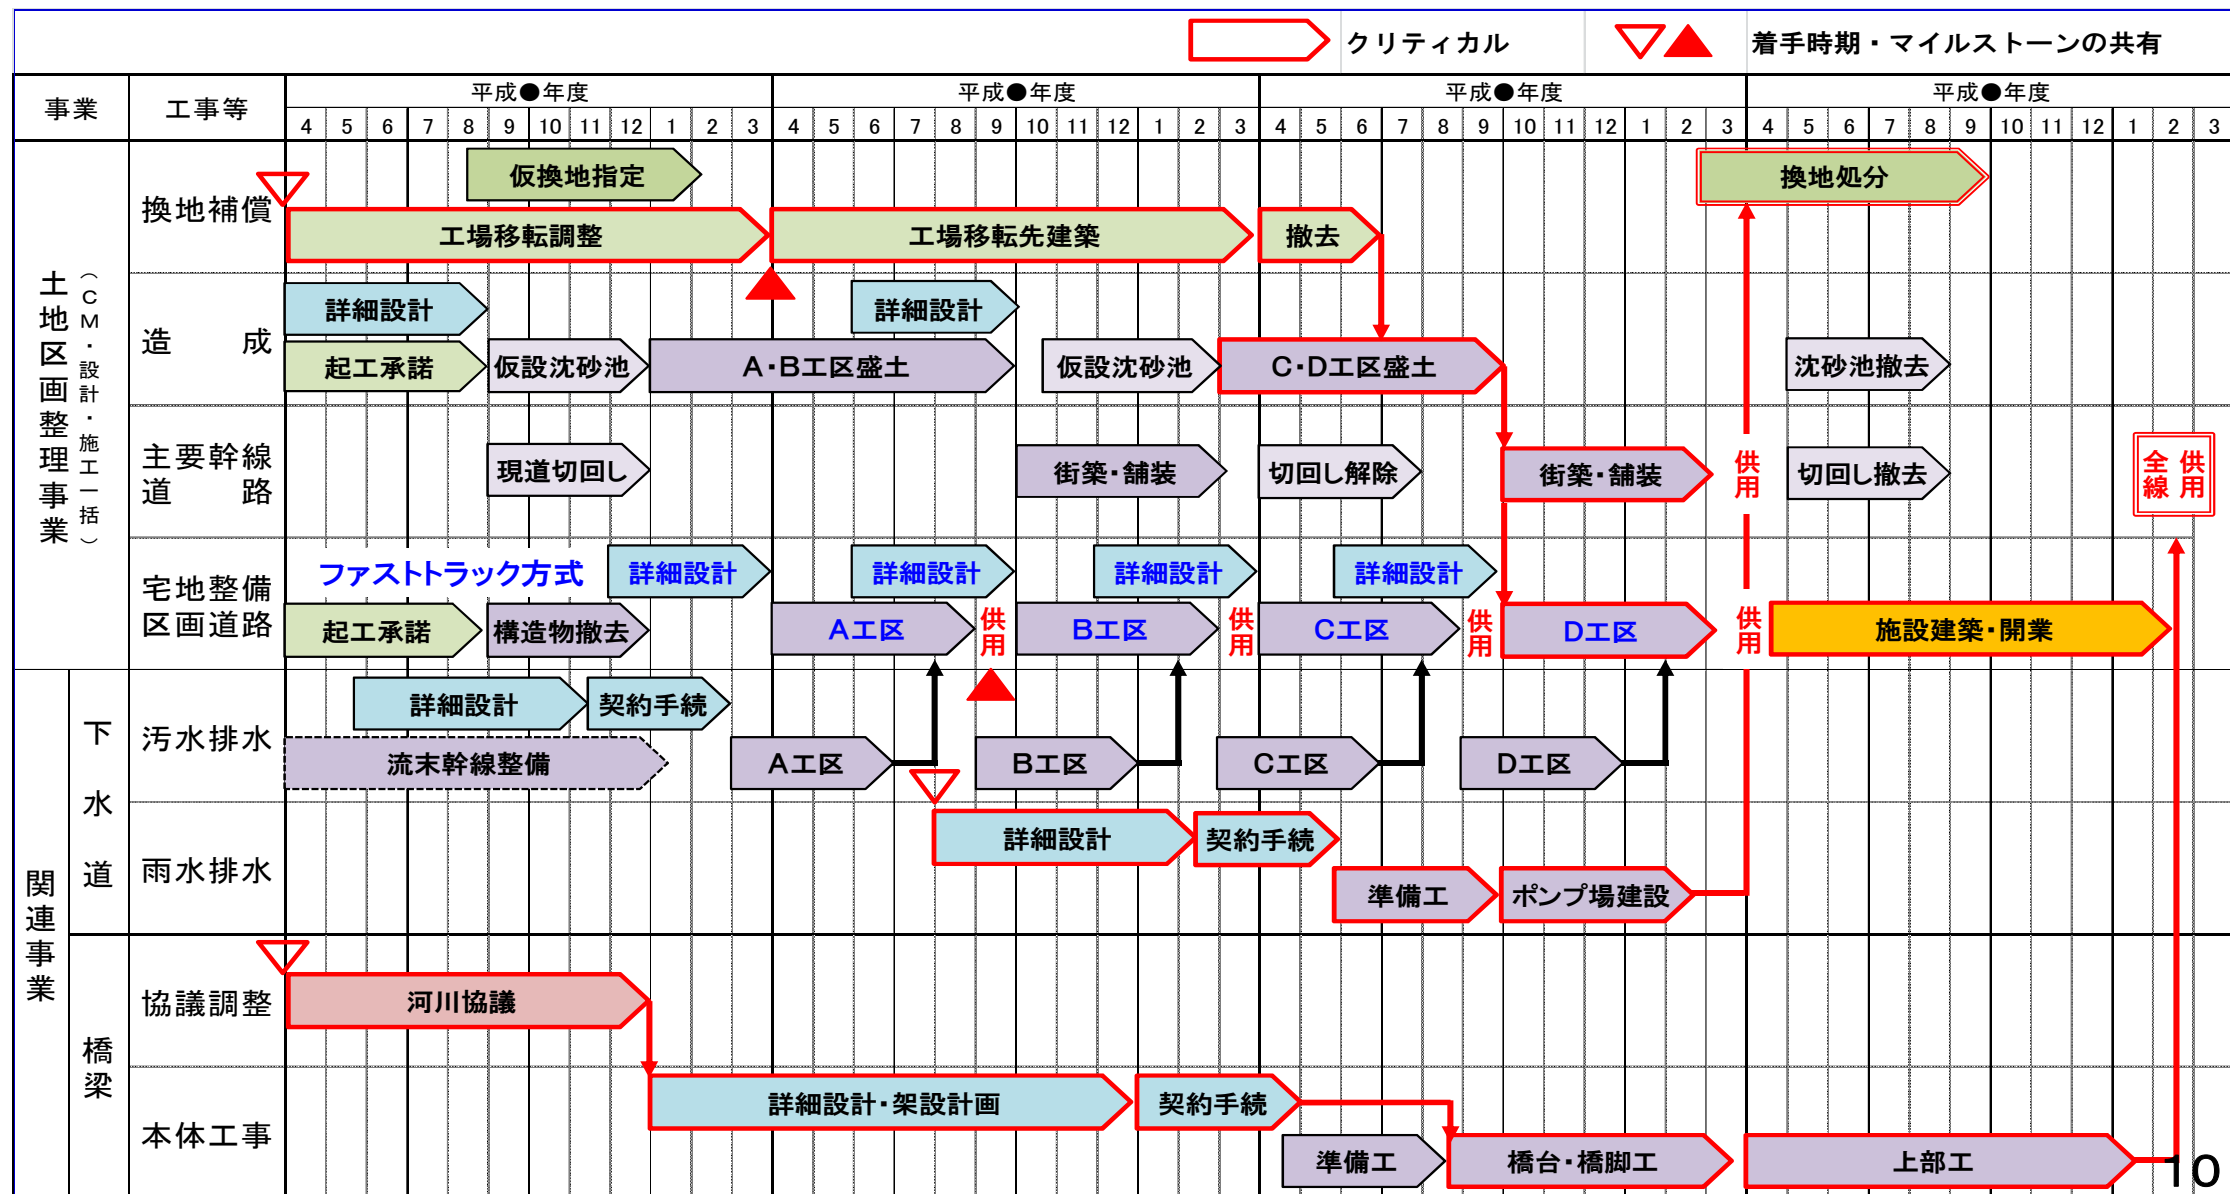 クリティカル
着手時期・マイルストーンの共有
事業
工事等
平成●年度
平成●年度
平成●年度
平成●年度
4 5 6 7 8 9 10 11 12 1 2 3 4 5 6 7 8 9 10 11 12 1 2 3 4 5 6 7 8 9 10 11 12 1 2 3 4 5 6 7 8 9 10 11 12 1 2 3
土地区画整理事業
（CM・設計・施工一括）
換地補償
仮換地指定
換地処分
工場移転調整
工場移転先建築
撤去
造成
詳細設計
詳細設計
起工承諾
仮設沈砂池
A・B工区盛土
仮設沈砂池
C・D工区盛土
沈砂池撤去
主要幹線
道路
現道切回し
街築・舗装
切回し解除
街築・舗装
供用
切回し撤去
全線
供用
宅地整備
区画道路
ファストトラック方式
詳細設計
詳細設計
詳細設計
詳細設計
起工承諾
構造物撤去
A工区
供用
B工区
供用
C工区
供用
D工区
供用
施設建築・開業
関連事業
下水道
汚水排水
詳細設計
契約手続
流末幹線整備
A工区
B工区
C工区
D工区
雨水排水
詳細設計
契約手続
準備工
ポンプ場建設
橋梁
協議調整
河川協議
本体工事
詳細設計・架設計画
契約手続
準備工
橋台・橋脚工
上部工
10